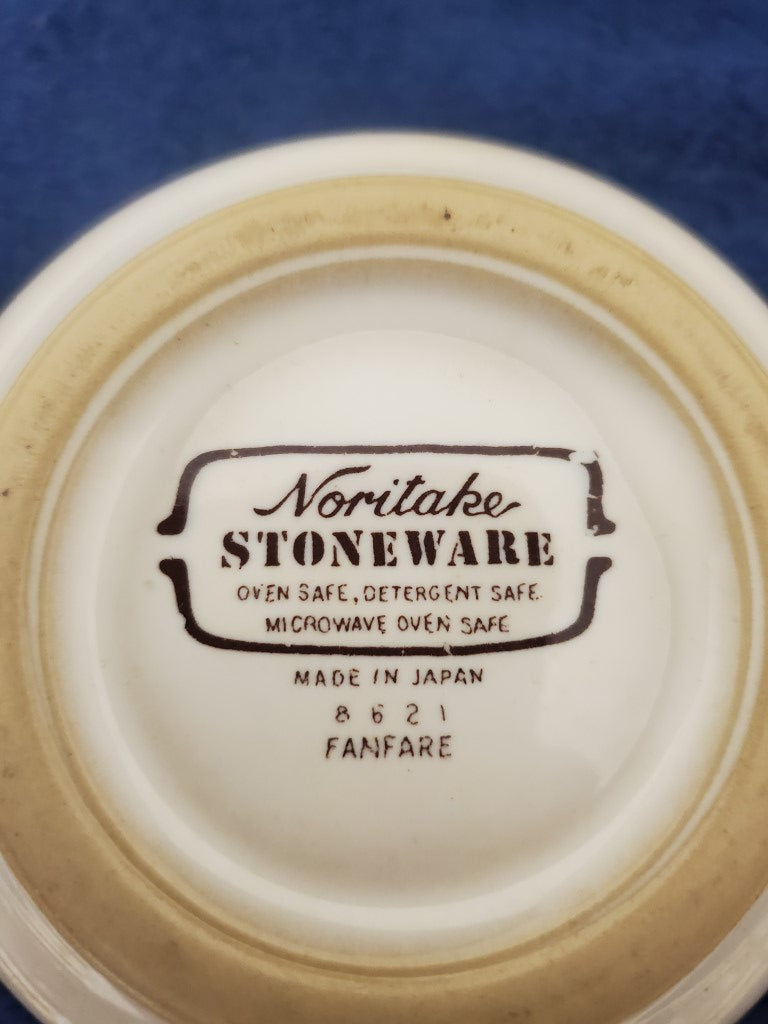 Noritake
STONEWARE
OVEN SAFE, DETERGENT SAFE
MICROWAVE OVEN SAFE
MADE IN JAPAN
8621
FANFARE